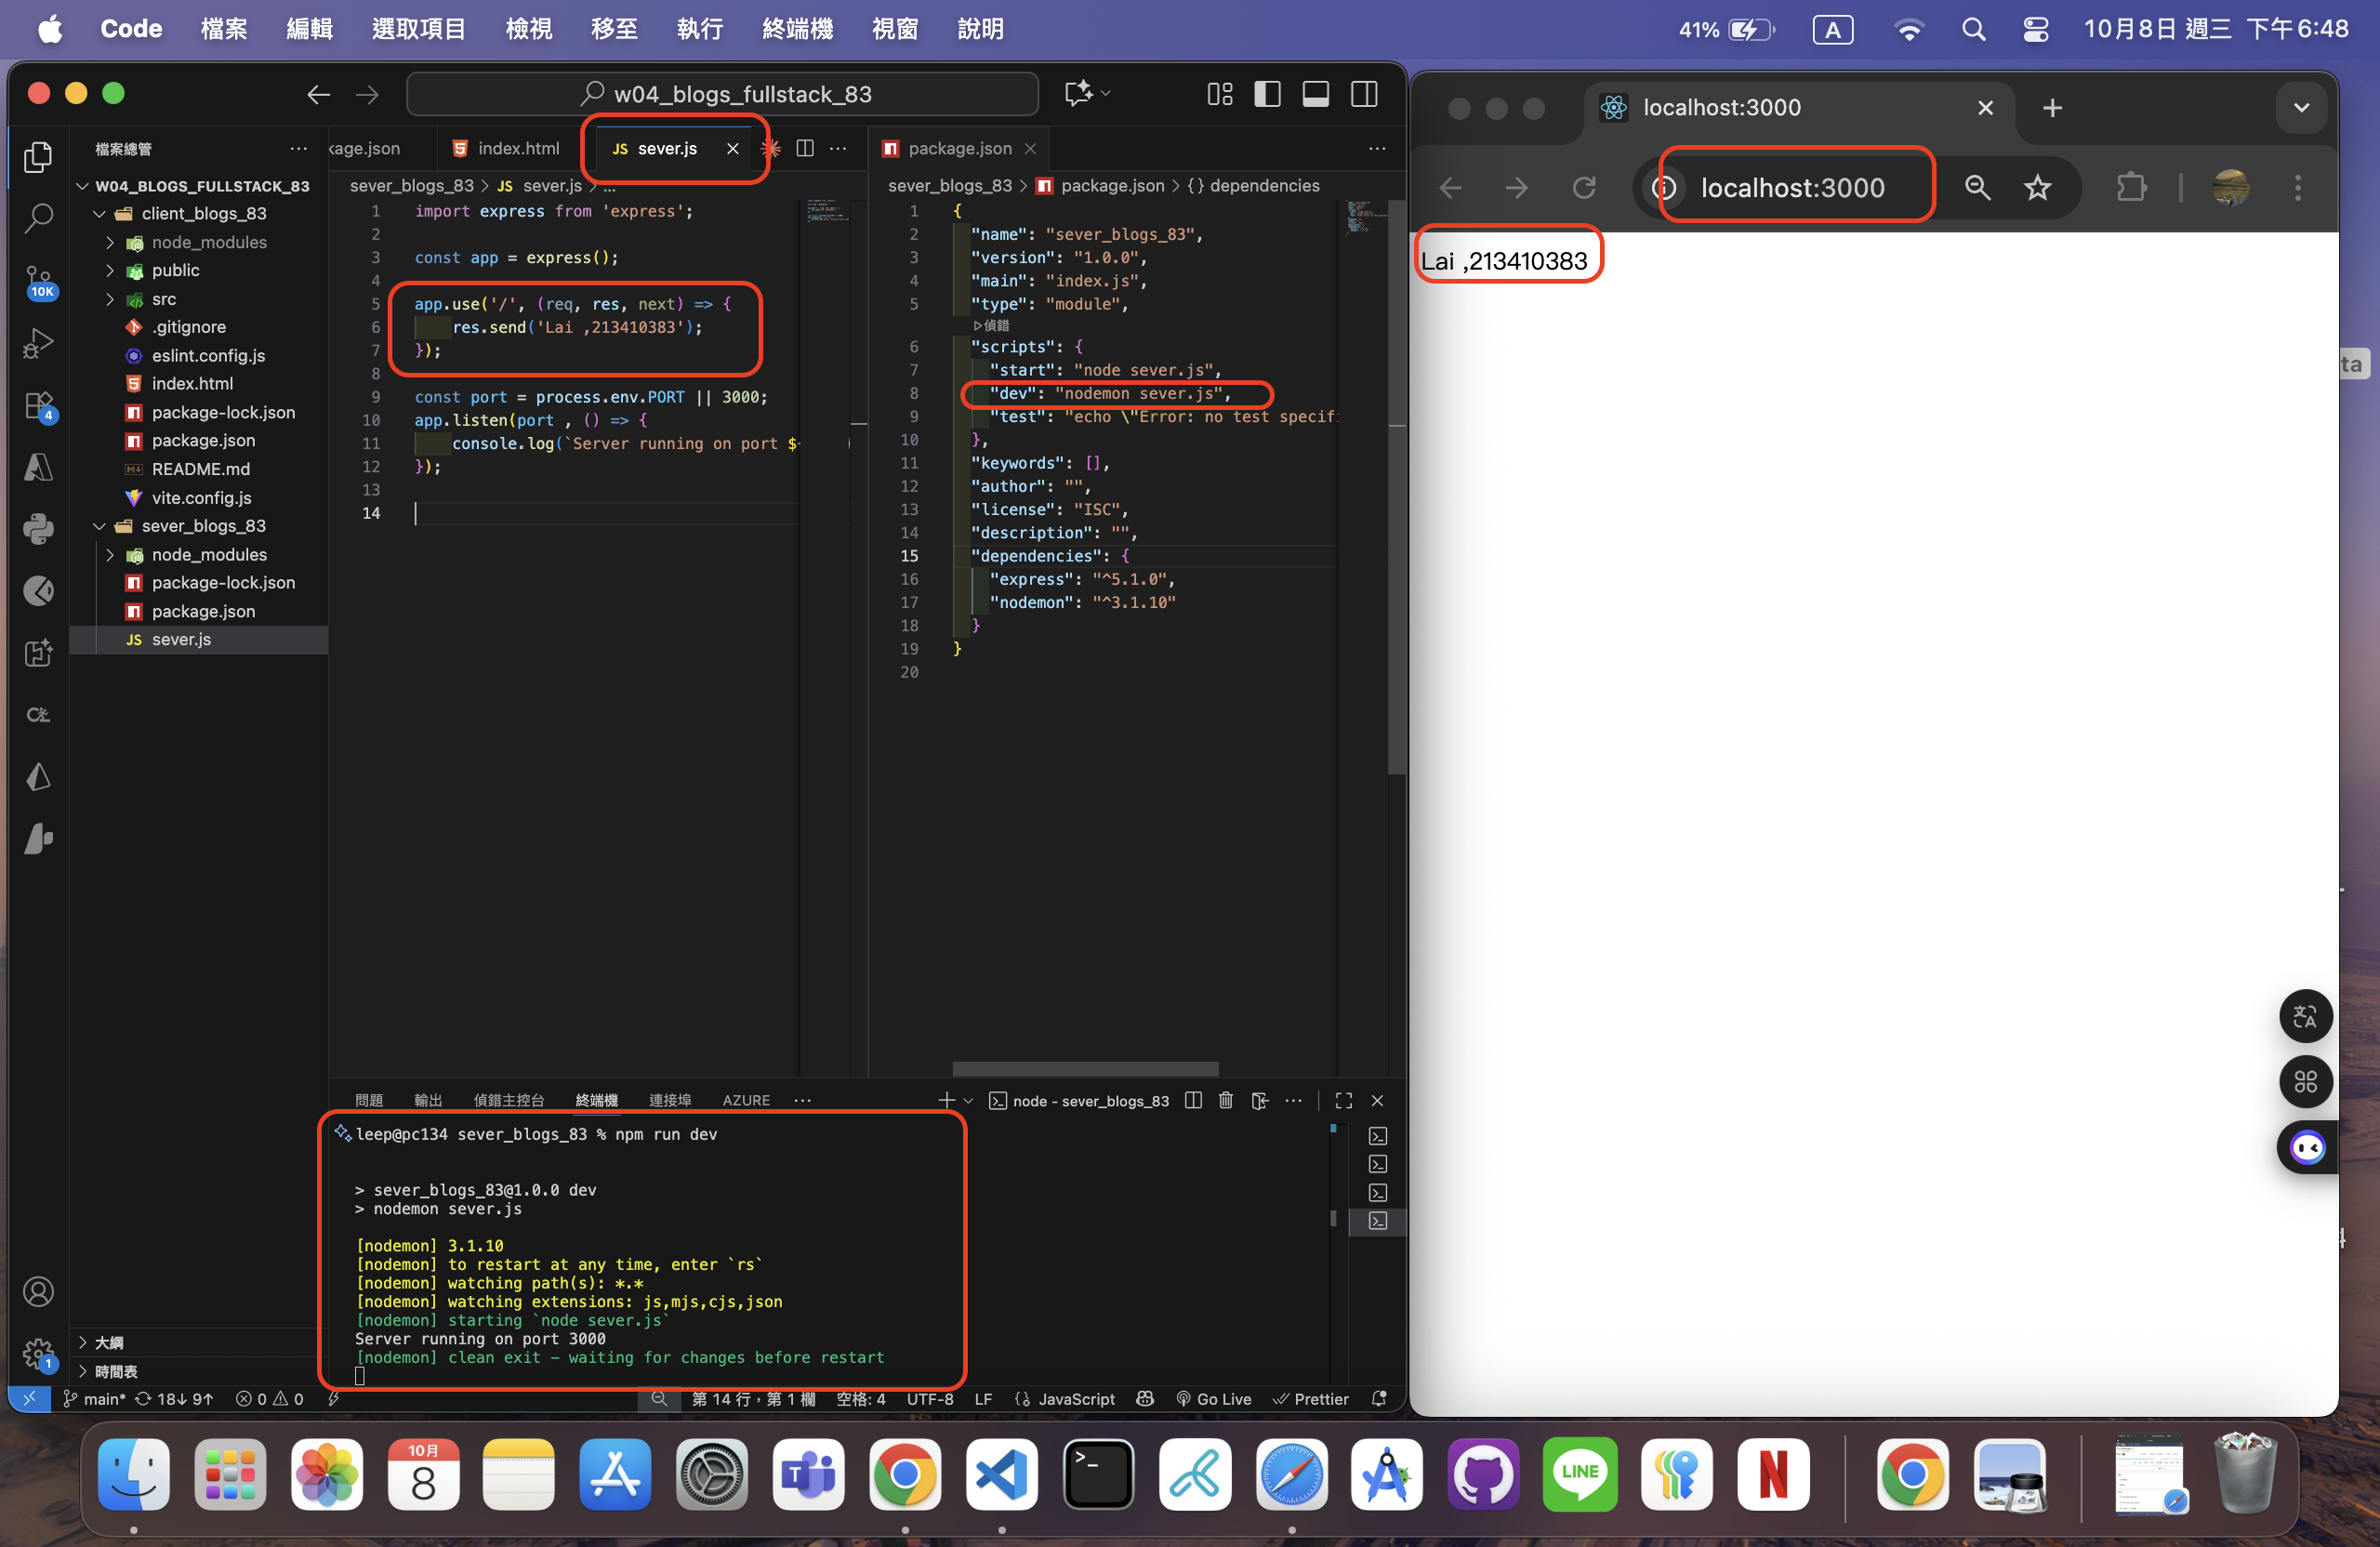 Code 檔案 編輯 選取項目 檢視 移至 執行 終端機 視窗 說明
41% A 10月8日 週三 下午6:48
w04_blogs_fullstack_83
檔案總管
W04_BLOGS_FULLSTACK_83
client_blogs_83
node_modules
public
src
.gitignore
eslint.config.js
index.html
package-lock.json
package.json
README.md
vite.config.js
sever_blogs_83
node_modules
package-lock.json
package.json
JS sever.js
大綱
時間表
10K
4
1
kage.json index.html JS sever.js
sever_blogs_83 > JS sever.js > ...
1 import express from 'express';
2
3 const app = express();
4
5 app.use('/', (req, res, next) => {
6 res.send('Lai ,213410383');
7 });
8
9 const port = process.env.PORT || 3000;
10 app.listen(port , () => {
11 console.log(`Server running on port $
12 });
13
14
package.json
sever_blogs_83 > package.json > {} dependencies
1 {
2 "name": "sever_blogs_83",
3 "version": "1.0.0",
4 "main": "index.js",
5 "type": "module",
偵錯
6 "scripts": {
7 "start": "node sever.js",
8 "dev": "nodemon sever.js",
9 "test": "echo \"Error: no test specif
10 },
11 "keywords": [],
12 "author": "",
13 "license": "ISC",
14 "description": "",
15 "dependencies": {
16 "express": "^5.1.0",
17 "nodemon": "^3.1.10"
18 }
19 }
20
問題 輸出 偵錯主控台 終端機 連接埠 AZURE ... node - sever_blogs_83
leep@pc134 sever_blogs_83 % npm run dev
> sever_blogs_83@1.0.0 dev
> nodemon sever.js
[nodemon] 3.1.10
[nodemon] to restart at any time, enter `rs`
[nodemon] watching path(s): *.*
[nodemon] watching extensions: js,mjs,cjs,json
[nodemon] starting `node sever.js`
Server running on port 3000
[nodemon] clean exit - waiting for changes before restart
main* 18↓ 9↑ 0 0 第 14 行，第 1 欄 空格: 4 UTF-8 LF {} JavaScript Go Live Prettier
localhost:3000
localhost:3000
Lai ,213410383
ta
10月
8
T
LINE
N